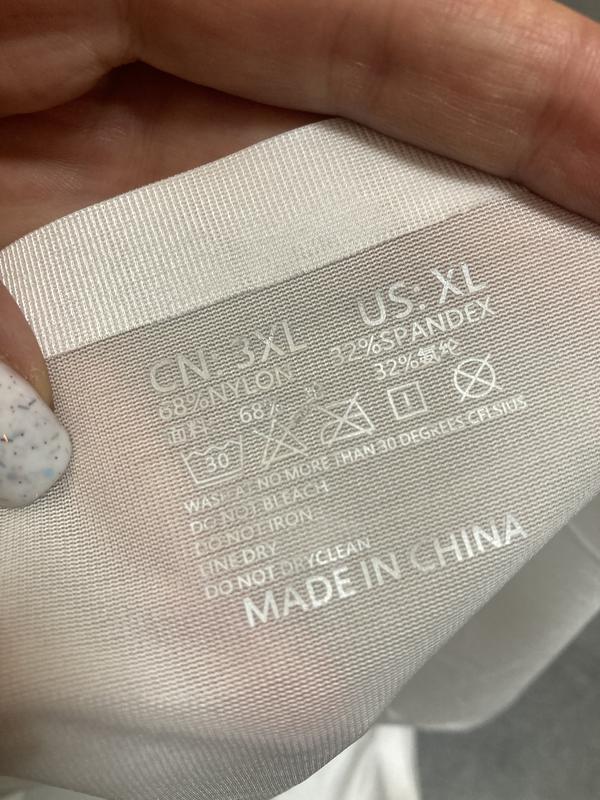 CN: 3XL US: XL
68%NYLON 32%SPANDEX
面料: 68% 32%氨纶
30
WASH AT NO MORE THAN 30 DEGREES CELSIUS
DO NOT BLEACH
DO NOT IRON
LINE DRY
DO NOT DRYCLEAN
MADE IN CHINA